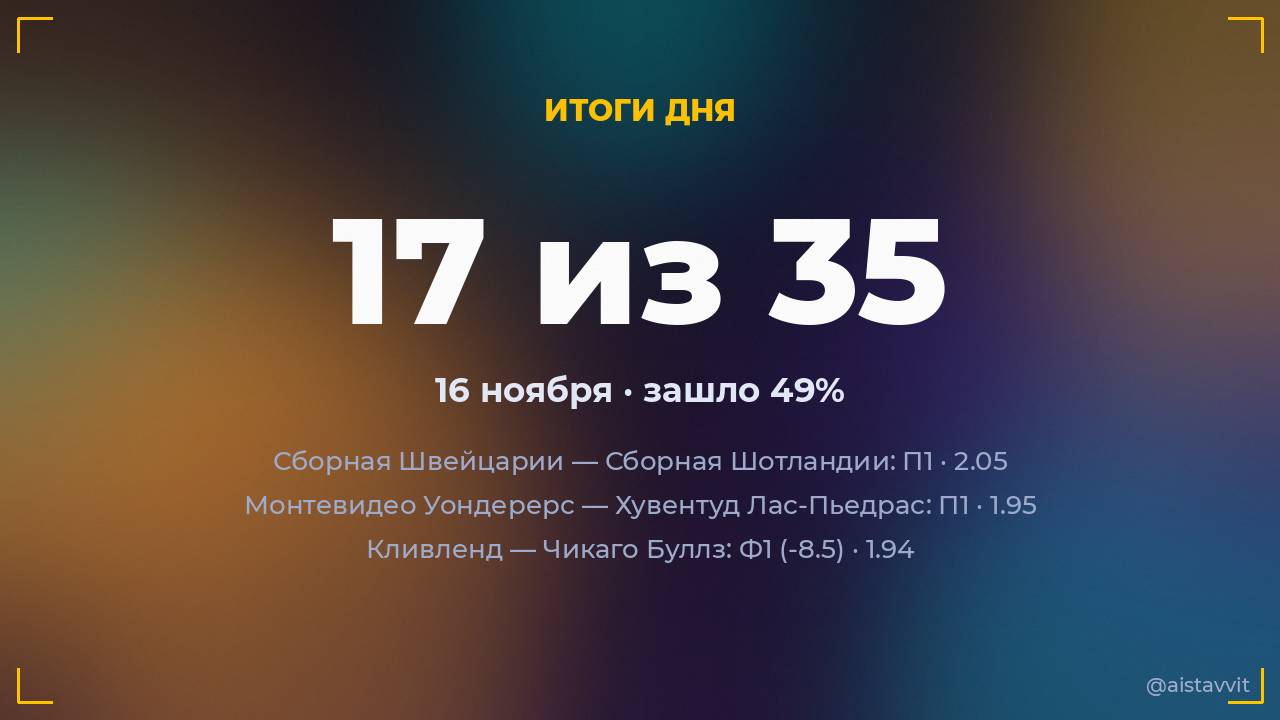 ИТОГИ ДНЯ
17 из 35
16 ноября · зашло 49%
Сборная Швейцарии — Сборная Шотландии: П1 · 2.05
Монтевидео Уондерерс — Хувентуд Лас-Пьедрас: П1 · 1.95
Кливленд — Чикаго Буллз: Ф1 (-8.5) · 1.94
@aistavvit